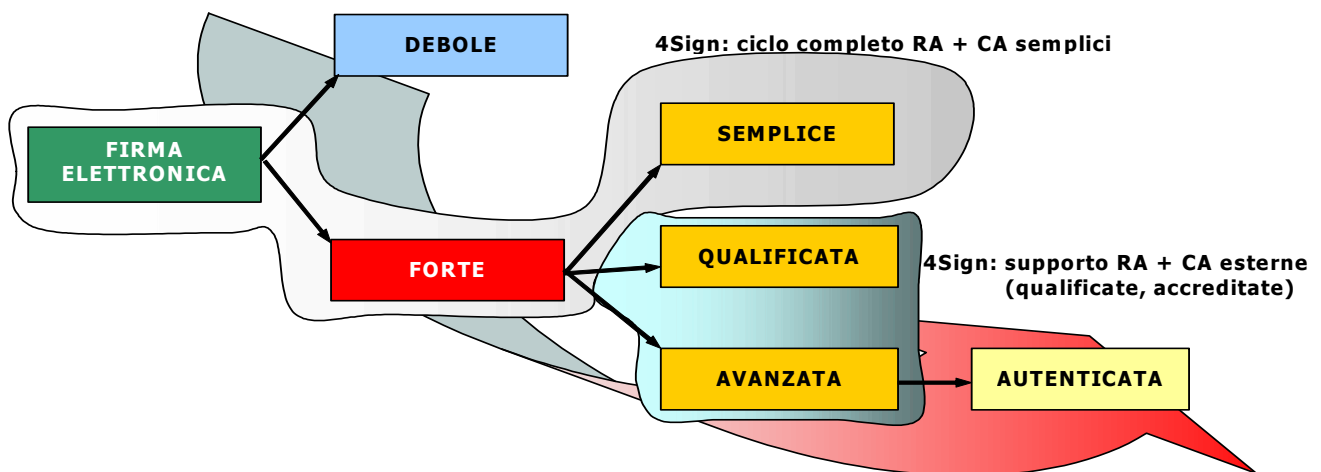 DEBOLE
4Sign: ciclo completo RA + CA semplici
SEMPLICE
FIRMA
ELETTRONICA
FORTE
QUALIFICATA
4Sign: supporto RA + CA esterne
(qualificate, accreditate)
AVANZATA
AUTENTICATA